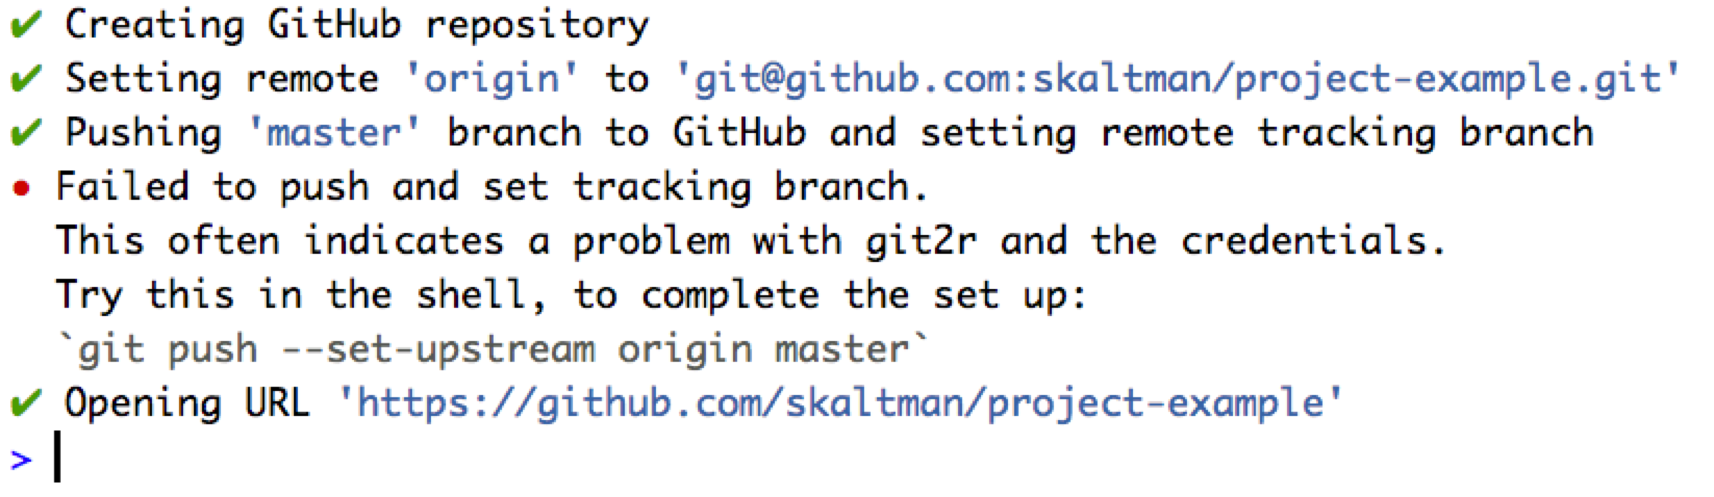 ✔ Creating GitHub repository
✔ Setting remote 'origin' to 'git@github.com:skaltman/project-example.git'
✔ Pushing 'master' branch to GitHub and setting remote tracking branch
● Failed to push and set tracking branch.
This often indicates a problem with git2r and the credentials.
Try this in the shell, to complete the set up:
`git push --set-upstream origin master`
✔ Opening URL 'https://github.com/skaltman/project-example'
>